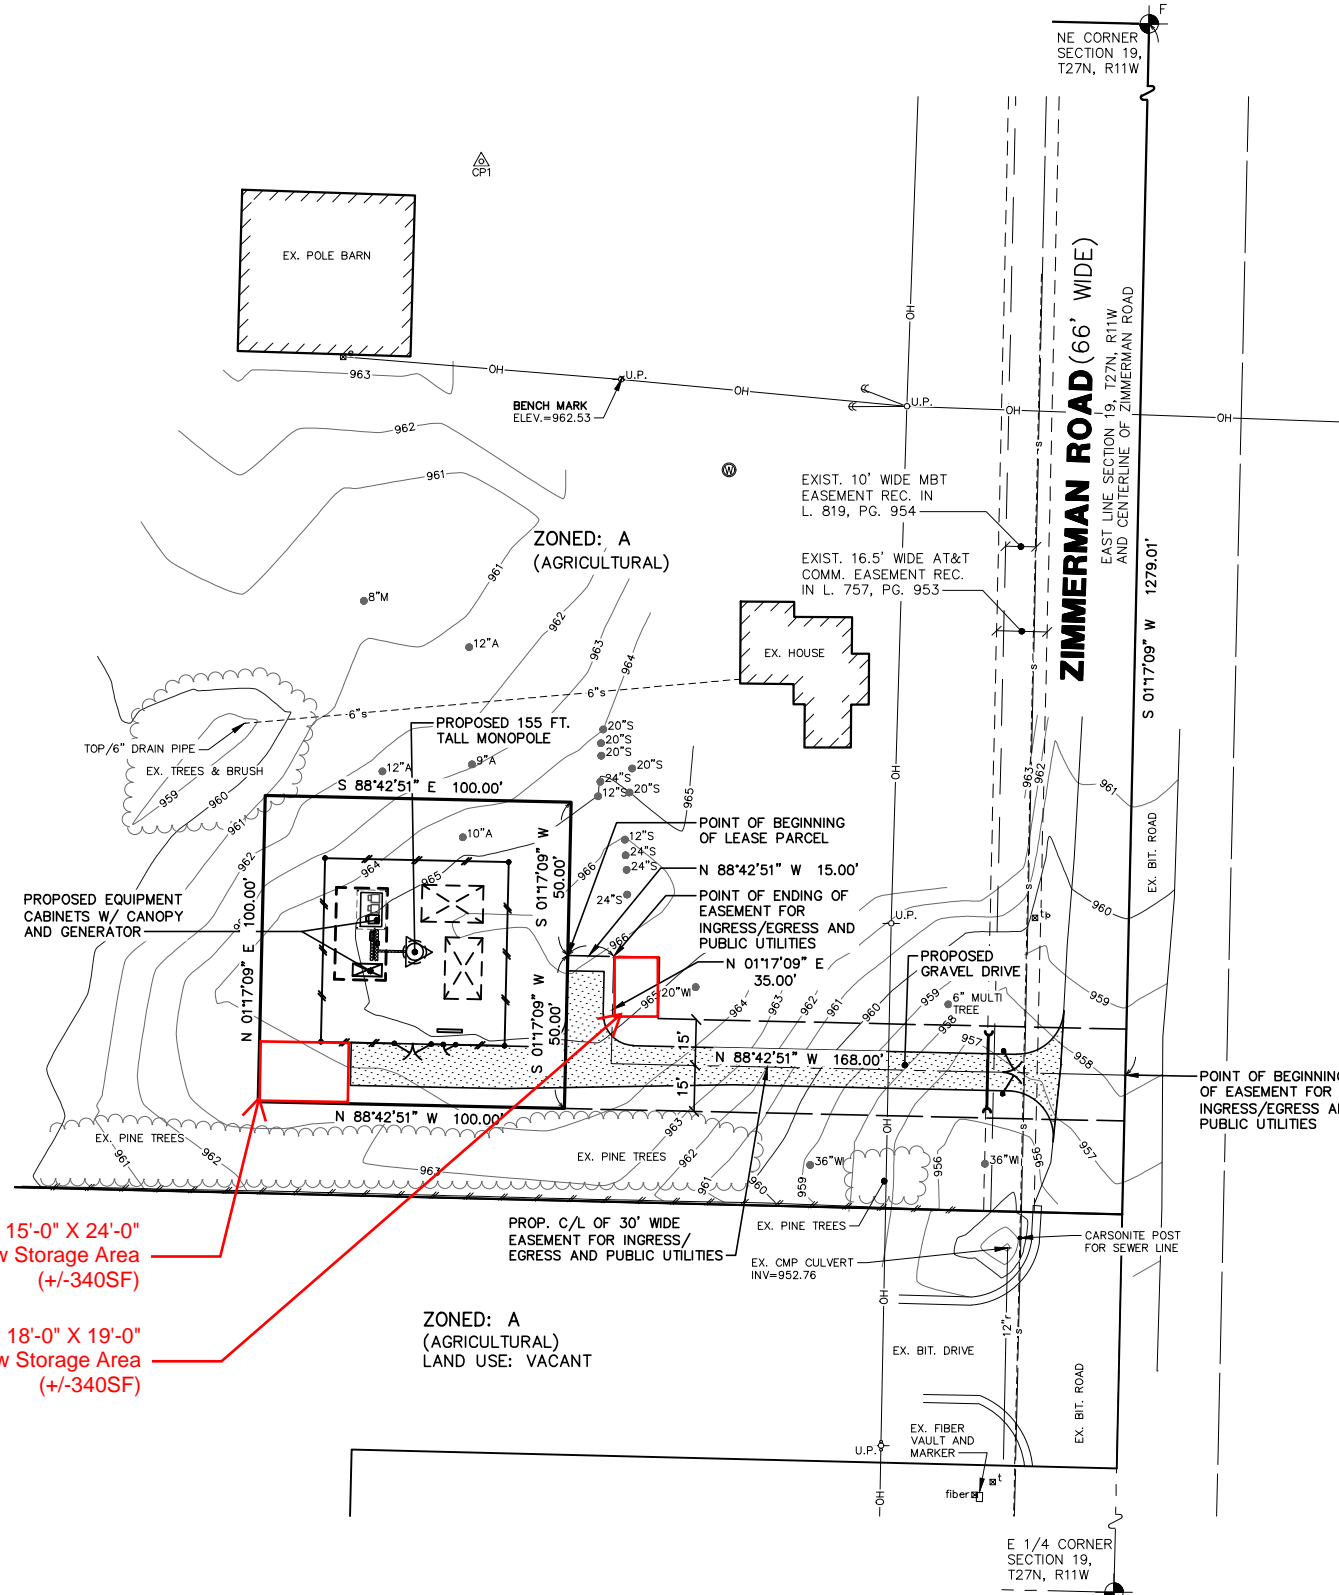 F
NE CORNER
SECTION 19,
T27N, R11W
CP1
EX. POLE BARN
e
963
OH
U.P.
BENCH MARK
ELEV.=962.53
OH
U.P.
OH
OH
OH
962
961
W
EXIST. 10' WIDE MBT
EASEMENT REC. IN
L. 819, PG. 954
EXIST. 16.5' WIDE AT&T
COMM. EASEMENT REC.
IN L. 757, PG. 953
ZIMMERMAN ROAD (66' WIDE)
EAST LINE SECTION 19, T27N, R11W
AND CENTERLINE OF ZIMMERMAN ROAD
S 01°17'09" W 1279.01'
s
ZONED: A
(AGRICULTURAL)
961
962
963
964
8"M
12"A
EX. HOUSE
6"s
6"s
TOP/6" DRAIN PIPE
EX. TREES & BRUSH
959
960
961
962
PROPOSED 155 FT.
TALL MONOPOLE
12"A
9"A
20"S
20"S
20"S
20"S
24"S
12"S
20"S
965
OH
963
962
961
S 88°42'51" E 100.00'
10"A
964
965
S 01°17'09" W
50.00'
966
12"S
24"S
24"S
24"S
POINT OF BEGINNING
OF LEASE PARCEL
N 88°42'51" W 15.00'
POINT OF ENDING OF
EASEMENT FOR
INGRESS/EGRESS AND
PUBLIC UTILITIES
N 01°17'09" E
35.00'
EX. BIT. ROAD
960
959
958
PROPOSED EQUIPMENT
CABINETS W/ CANOPY
AND GENERATOR
N 01°17'09" E 100.00'
S 01°17'09" W
50.00'
966
965
20"WI
964
963
962
961
960
959
958
957
U.P.
tp
s
PROPOSED
GRAVEL DRIVE
6" MULTI
TREE
15'
15'
N 88°42'51" W 168.00'
POINT OF BEGINNING
OF EASEMENT FOR
INGRESS/EGRESS
PUBLIC UTILITIES
N 88°42'51" W 100.00'
EX. PINE TREES
961
962
963
EX. PINE TREES
963
962
961
960
959
36"WI
OH
956
36"WI
956
957
s
15'-0" X 24'-0"
Storage Area
(+/-340SF)
PROP. C/L OF 30' WIDE
EASEMENT FOR INGRESS/
EGRESS AND PUBLIC UTILITIES
EX. PINE TREES
EX. CMP CULVERT
INV=952.76
CARSONITE POST
FOR SEWER LINE
OH
12"r
s
18'-0" X 19'-0"
Storage Area
(+/-340SF)
ZONED: A
(AGRICULTURAL)
LAND USE: VACANT
EX. BIT. DRIVE
EX. BIT. ROAD
EX. FIBER
VAULT AND
MARKER
U.P.
t
fiber
OH
E 1/4 CORNER
SECTION 19,
T27N, R11W